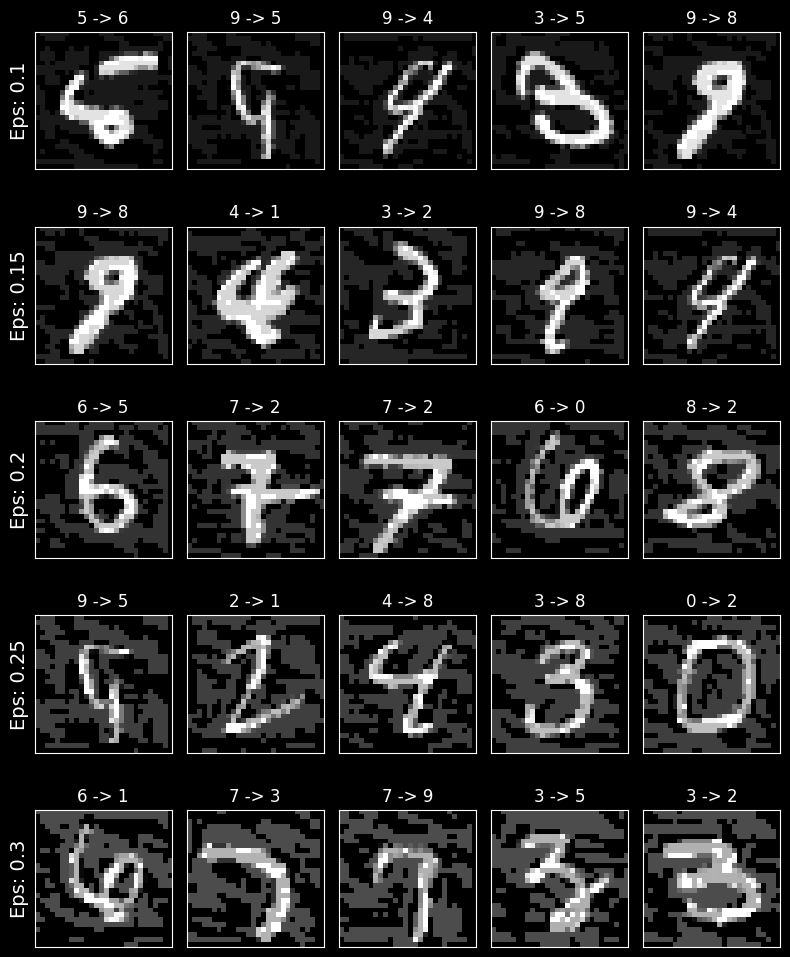 5 -> 6 9 -> 5 9 -> 4 3 -> 5 9 -> 8
Eps: 0.1
9 -> 8 4 -> 1 3 -> 2 9 -> 8 9 -> 4
Eps: 0.15
6 -> 5 7 -> 2 7 -> 2 6 -> 0 8 -> 2
Eps: 0.2
9 -> 5 2 -> 1 4 -> 8 3 -> 8 0 -> 2
Eps: 0.25
6 -> 1 7 -> 3 7 -> 9 3 -> 5 3 -> 2
Eps: 0.3